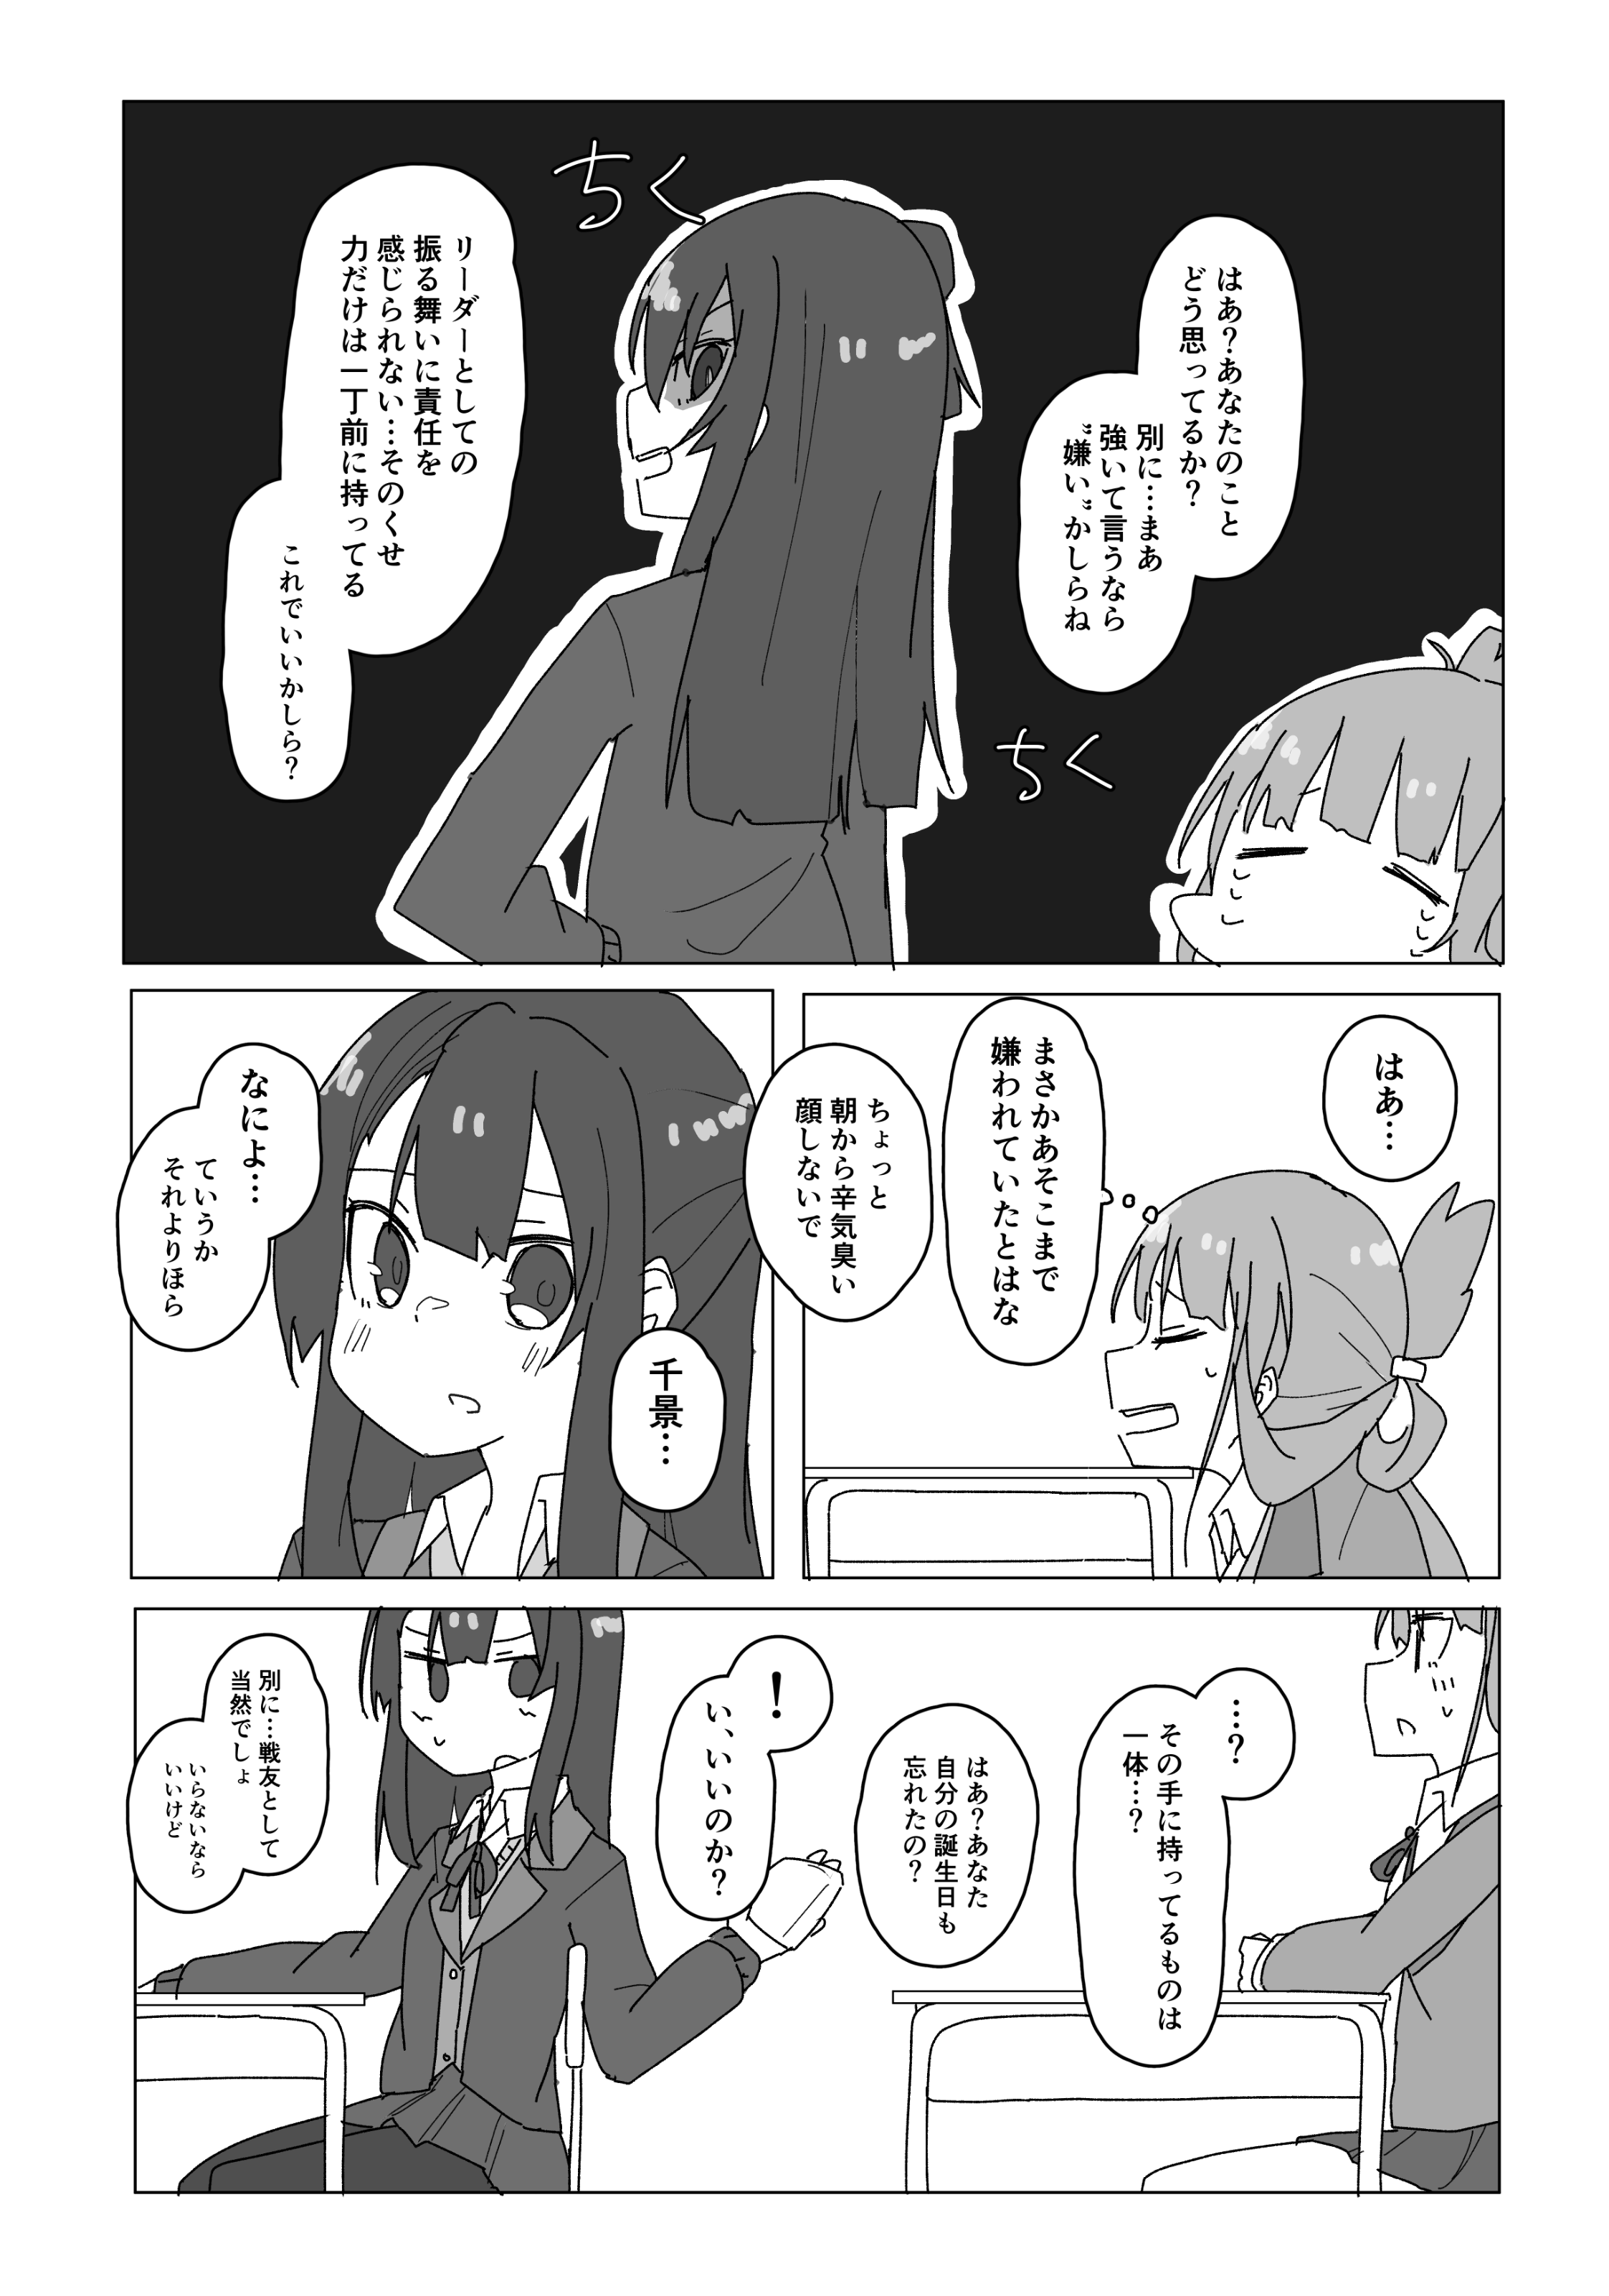 はあ？あなたのこと
どう思ってるか？
別に…まあ
強いて言うなら
〝嫌い〟かしらね
ちく
ちく
リーダーとしての
振る舞いに責任を
感じられない…そのくせ
力だけは一丁前に持ってる
これでいいかしら？
はあ…
まさかあそこまで
嫌われていたとはな
ちょっと
朝から辛気臭い
顔しないで
千景…
なによ…
ていうか
それよりほら
…？
その手に持ってるものは
一体…？
はあ？あなた
自分の誕生日も
忘れたの？
！
い、いいのか？
別に…戦友として
当然でしょ
いらないなら
いいけど